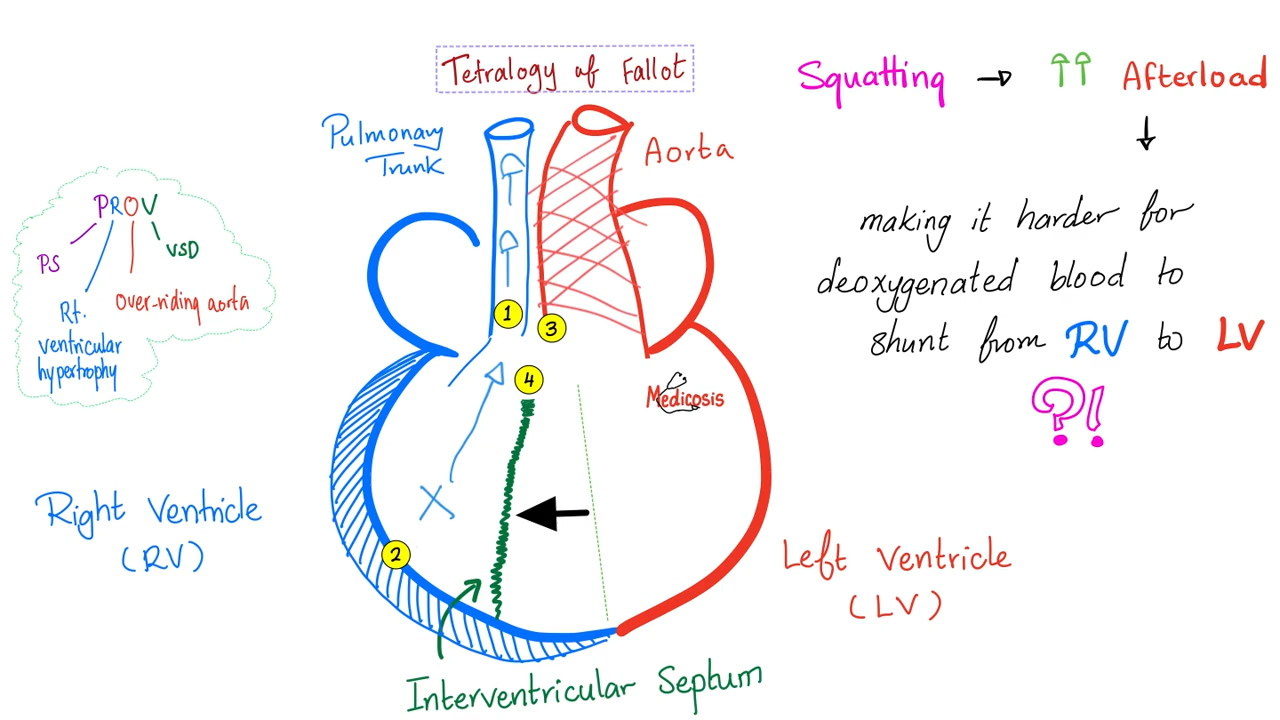 Tetralogy of Fallot
Pulmonary
Trunk
Aorta
PROV
PS
VSD
Rt.
ventricular
hypertrophy
over-riding aorta
1
3
4
2
X
Medicosis
Right Ventricle
(RV)
Left Ventricle
(LV)
Interventricular Septum
Squatting → ↑↑ Afterload
↓
making it harder for
deoxygenated blood to
shunt from RV to LV
?!